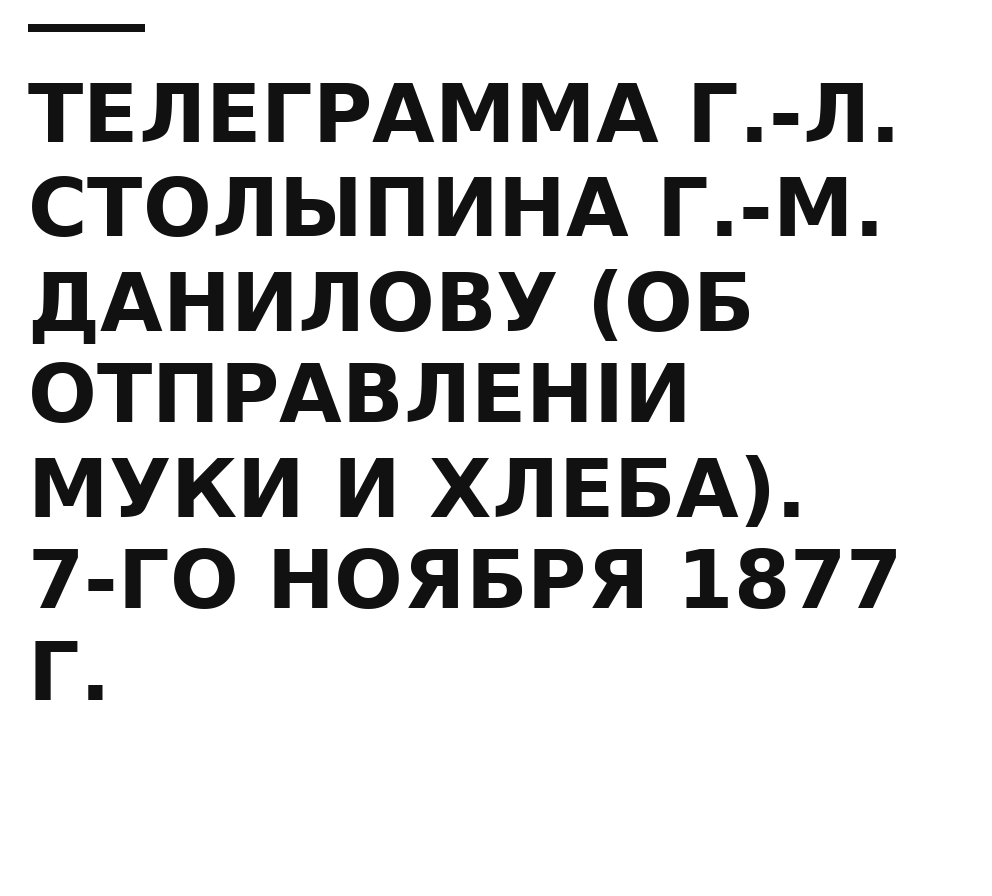 ТЕЛЕГРАММА Г.-Л.
СТОЛЫПИНА Г.-М.
ДАНИЛОВУ (ОБ
ОТПРАВЛЕНІИ
МУКИ И ХЛЕБА).
7-ГО НОЯБРЯ 1877
Г.